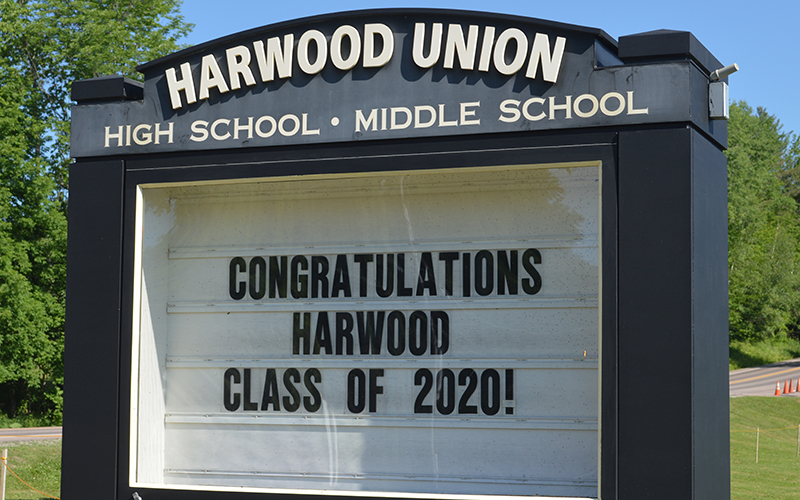 HARWOOD UNION
HIGH SCHOOL • MIDDLE SCHOOL
CONGRATULATIONS
HARWOOD
CLASS OF 2020!